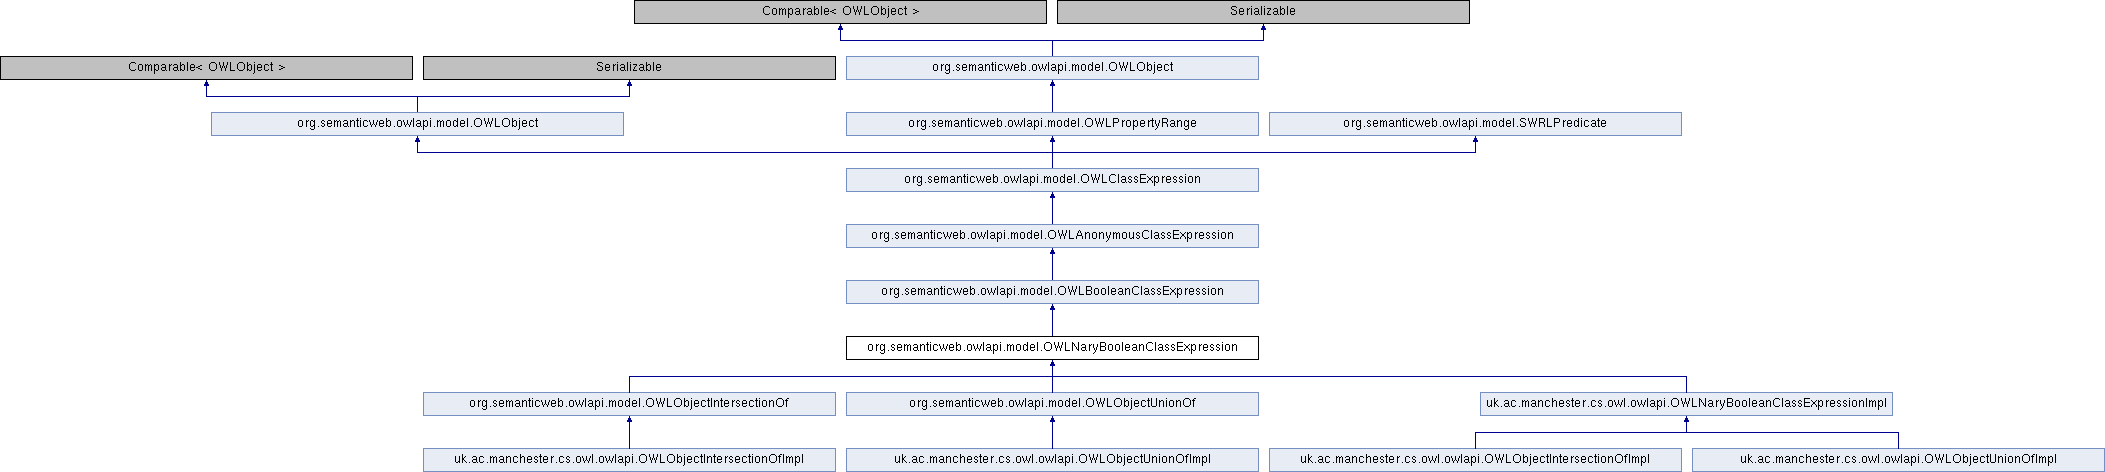 Comparable< OWLObject >
Serializable
Comparable< OWLObject >
Serializable
org.semanticweb.owlapi.model.OWLObject
org.semanticweb.owlapi.model.OWLObject
org.semanticweb.owlapi.model.OWLPropertyRange
org.semanticweb.owlapi.model.SWRLPredicate
org.semanticweb.owlapi.model.OWLClassExpression
org.semanticweb.owlapi.model.OWLAnonymousClassExpression
org.semanticweb.owlapi.model.OWLBooleanClassExpression
org.semanticweb.owlapi.model.OWLNaryBooleanClassExpression
org.semanticweb.owlapi.model.OWLObjectIntersectionOf
org.semanticweb.owlapi.model.OWLObjectUnionOf
uk.ac.manchester.cs.owl.owlapi.OWLNaryBooleanClassExpressionImpl
uk.ac.manchester.cs.owl.owlapi.OWLObjectIntersectionOfImpl
uk.ac.manchester.cs.owl.owlapi.OWLObjectUnionOfImpl
uk.ac.manchester.cs.owl.owlapi.OWLObjectIntersectionOfImpl
uk.ac.manchester.cs.owl.owlapi.OWLObjectUnionOfImpl